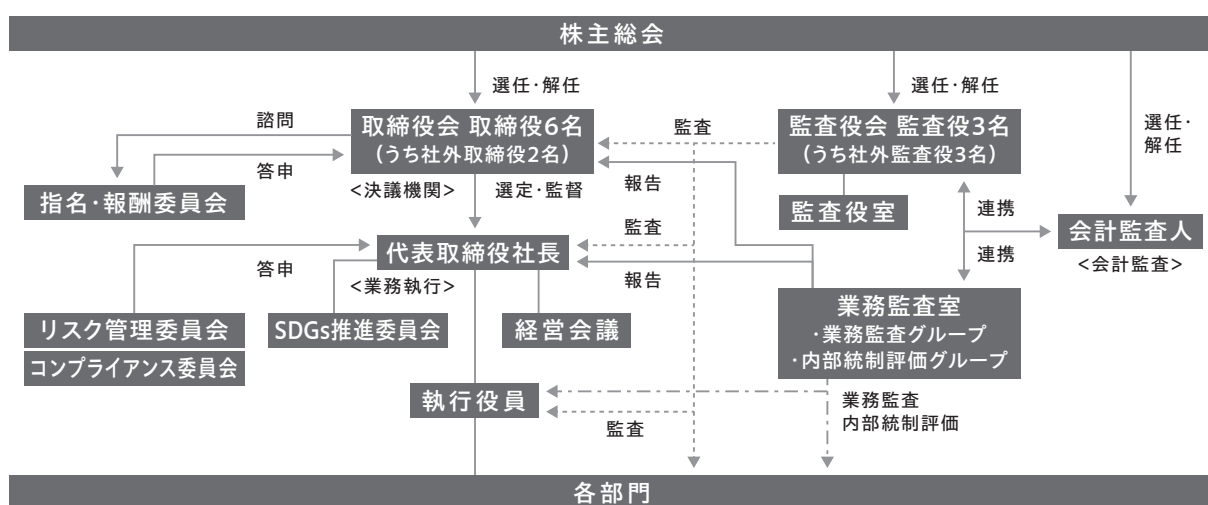 株主総会
選任・解任
選任・解任
選任・
解任
諮問
取締役会 取締役6名
(うち社外取締役2名)
監査
監査役会 監査役3名
(うち社外監査役3名)
答申
指名・報酬委員会
<決議機関>
選定・監督
報告
監査役室
連携
会計監査人
<会計監査>
監査
代表取締役社長
連携
答申
<業務執行>
報告
業務監査室
・業務監査グループ
・内部統制評価グループ
リスク管理委員会
コンプライアンス委員会
SDGs推進委員会
経営会議
執行役員
監査
業務監査
内部統制評価
各部門